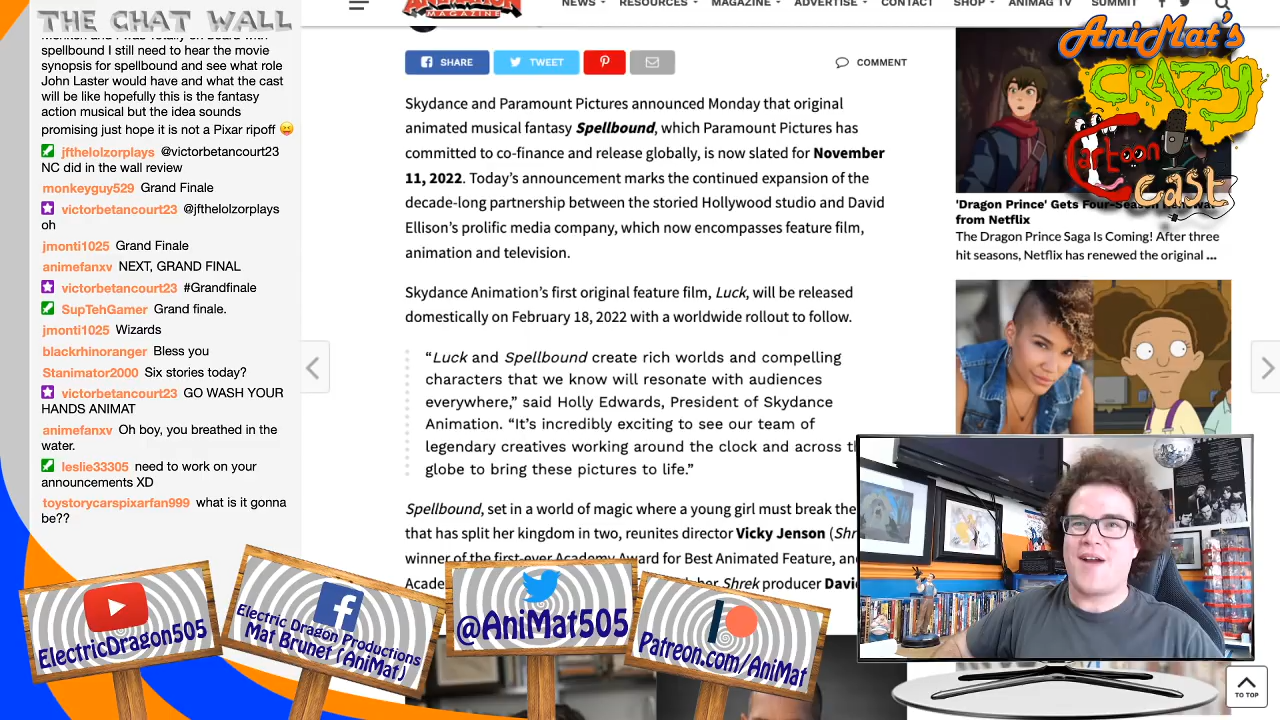 THE CHAT WALL
spellbound I still need to hear the movie
synopsis for spellbound and see what role
John Laster would have and what the cast
will be like hopefully this is the fantasy
action musical but the idea sounds
promising just hope it is not a Pixar ripoff 😝
jfthelolzorplays @victorbetancourt23
NC did in the wall review
monkeyguy529 Grand Finale
victorbetancourt23 @jfthelolzorplays
oh
jmonti1025 Grand Finale
animefanxv NEXT, GRAND FINAL
victorbetancourt23 #Grandfinale
SupTehGamer Grand finale.
jmonti1025 Wizards
blackrhinoranger Bless you
Stanimator2000 Six stories today?
victorbetancourt23 GO WASH YOUR
HANDS ANIMAT
animefanxv Oh boy, you breathed in the
water.
leslie33305 need to work on your
announcements XD
toystorycarspixarfan999 what is it gonna
be??
MAGAZINE
NEWS RESOURCES MAGAZINE ADVERTISE CONTACT SHOP ANIMAG TV SUMMIT
SHARE TWEET COMMENT
Skydance and Paramount Pictures announced Monday that original
animated musical fantasy Spellbound, which Paramount Pictures has
committed to co-finance and release globally, is now slated for November
11, 2022. Today's announcement marks the continued expansion of the
decade-long partnership between the storied Hollywood studio and David
Ellison's prolific media company, which now encompasses feature film,
animation and television.
Skydance Animation's first original feature film, Luck, will be released
domestically on February 18, 2022 with a worldwide rollout to follow.
“Luck and Spellbound create rich worlds and compelling
characters that we know will resonate with audiences
everywhere,” said Holly Edwards, President of Skydance
Animation. “It's incredibly exciting to see our team of
legendary creatives working around the clock and across th
globe to bring these pictures to life.”
Spellbound, set in a world of magic where a young girl must break the
that has split her kingdom in two, reunites director Vicky Jenson (Shr
winner of the first-ever Academy Award for Best Animated Feature, and
Acade
her Shrek producer David
AniMat's
CRAZY
Cartoon
Cast
'Dragon Prince' Gets Four-Season Renewal
from Netflix
The Dragon Prince Saga Is Coming! After three
hit seasons, Netflix has renewed the original ...
ElectricDragon505
Electric Dragon Productions
Mat Brunet (AniMat)
@AniMat505
Patreon.com/AniMat
TO TOP